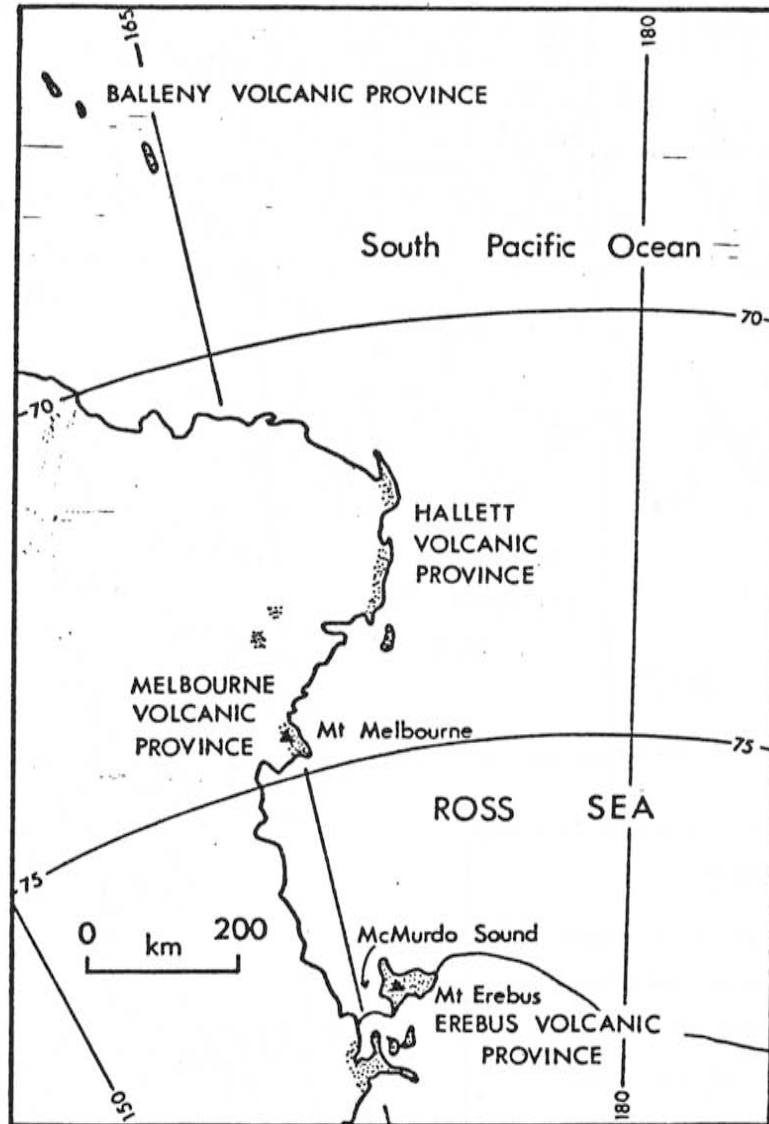 165
180
BALLENY VOLCANIC PROVINCE
South Pacific Ocean
70
70
HALLETT
VOLCANIC
PROVINCE
MELBOURNE
VOLCANIC
PROVINCE
Mt Melbourne
75
ROSS SEA
75
0 200
km
McMurdo Sound
Mt Erebus
EREBUS VOLCANIC
PROVINCE
150
180